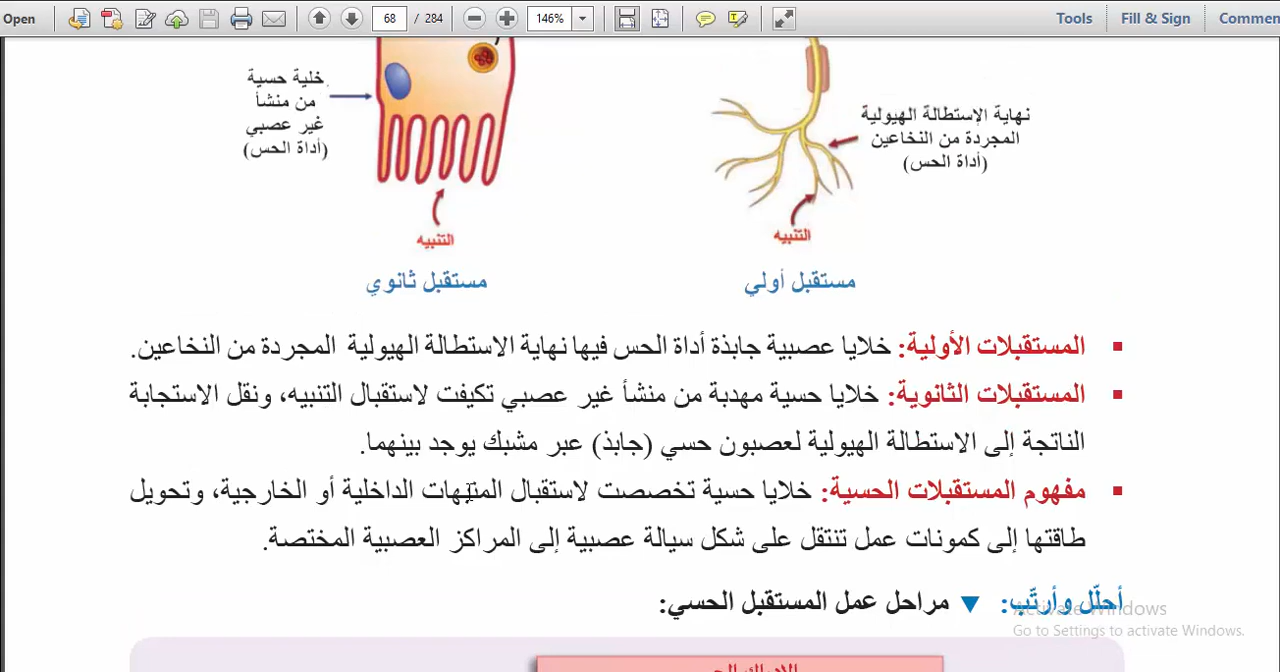 Open
68 / 284
146%
Tools
Fill & Sign
Commen
خلية حسية
من منشأ
غير عصبي
(أداة الحس)
نهاية الإستطالة الهيولية
المجردة من النخاعين
(أداة الحس)
التنبيه
التنبيه
مستقبل أولي
مستقبل ثانوي
المستقبلات الأولية: خلايا عصبية جابذة أداة الحس فيها نهاية الاستطالة الهيولية المجردة من النخاعين.
المستقبلات الثانوية: خلايا حسية مهدبة من منشأ غير عصبي تكيفت لاستقبال التنبيه، ونقل الاستجابة
الناتجة إلى الاستطالة الهيولية لعصبون حسي (جابذ) عبر مشبك يوجد بينهما.
مفهوم المستقبلات الحسية: خلايا حسية تخصصت لاستقبال المنبهات الداخلية أو الخارجية، وتحويل
طاقتها إلى كمونات عمل تنتقل على شكل سيالة عصبية إلى المراكز العصبية المختصة.
أحلّل وأرتّب: ▼ مراحل عمل المستقبل الحسي:
Activate Windows
Go to Settings to activate Windows.